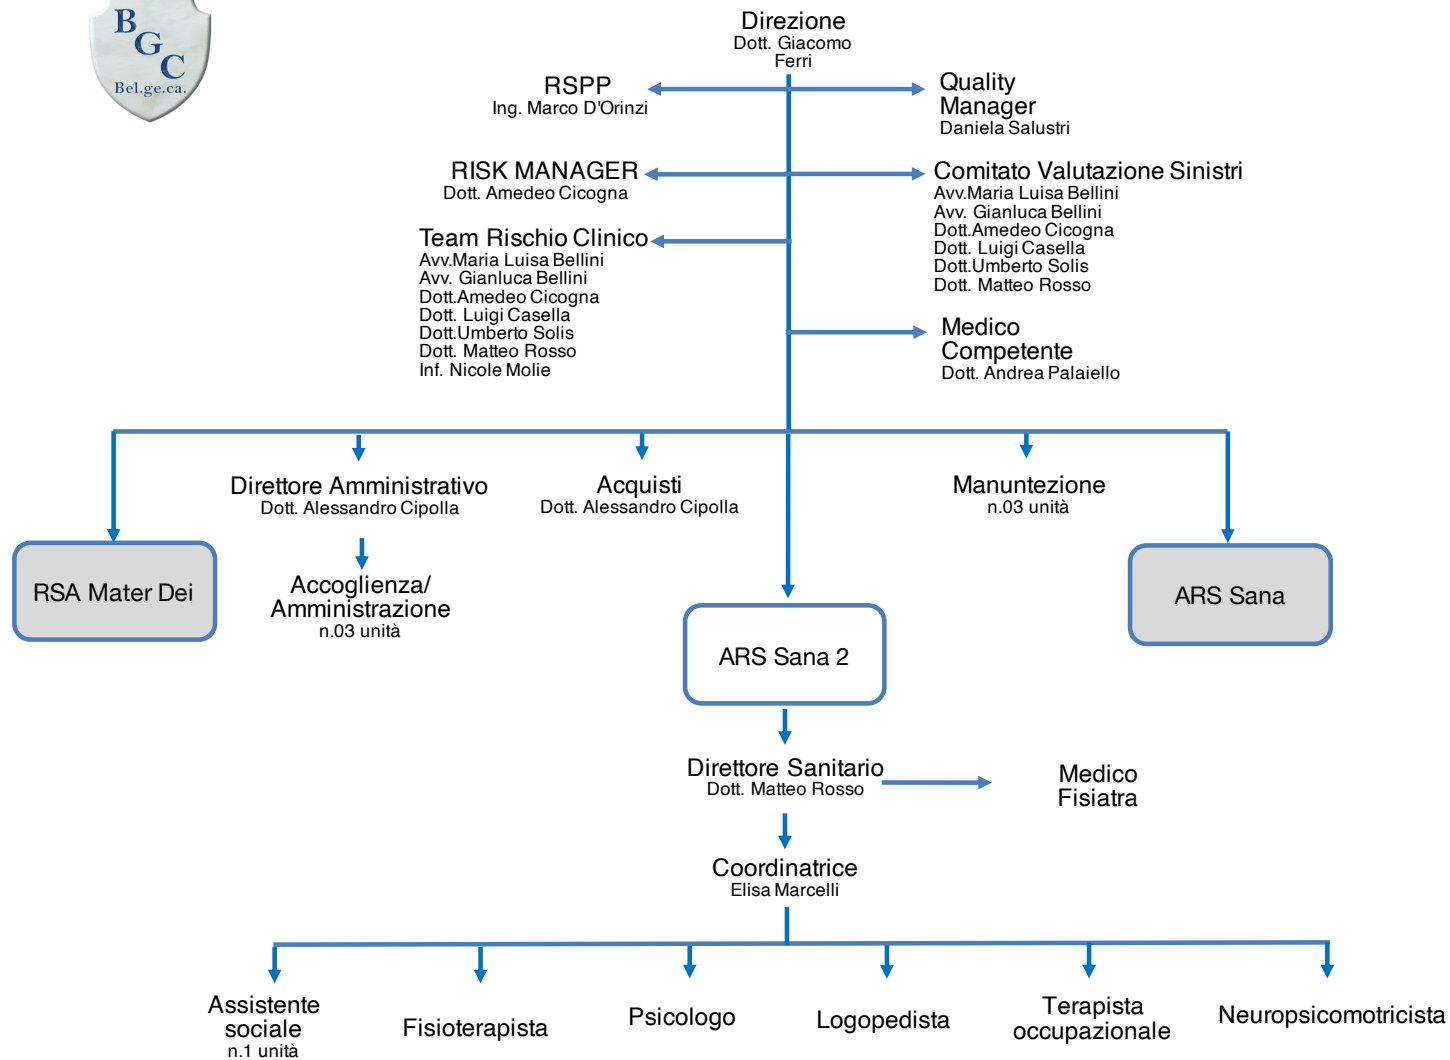 B
G
C
Bel.ge.ca.
Direzione
Dott. Giacomo
Ferri
RSPP
Ing. Marco D'Orinzi
Quality
Manager
Daniela Salustri
RISK MANAGER
Dott. Amedeo Cicogna
Comitato Valutazione Sinistri
Avv.Maria Luisa Bellini
Avv. Gianluca Bellini
Dott.Amedeo Cicogna
Dott. Luigi Casella
Dott.Umberto Solis
Dott. Matteo Rosso
Team Rischio Clinico
Avv.Maria Luisa Bellini
Avv. Gianluca Bellini
Dott.Amedeo Cicogna
Dott. Luigi Casella
Dott.Umberto Solis
Dott. Matteo Rosso
Inf. Nicole Molie
Medico
Competente
Dott. Andrea Palaiello
Direttore Amministrativo
Dott. Alessandro Cipolla
Acquisti
Dott. Alessandro Cipolla
Manuntezione
n.03 unità
RSA Mater Dei
Accoglienza/
Amministrazione
n.03 unità
ARS Sana 2
ARS Sana
Direttore Sanitario
Dott. Matteo Rosso
Medico
Fisiatra
Coordinatrice
Elisa Marcelli
Assistente
sociale
n.1 unità
Fisioterapista
Psicologo
Logopedista
Terapista
occupazionale
Neuropsicomotricista